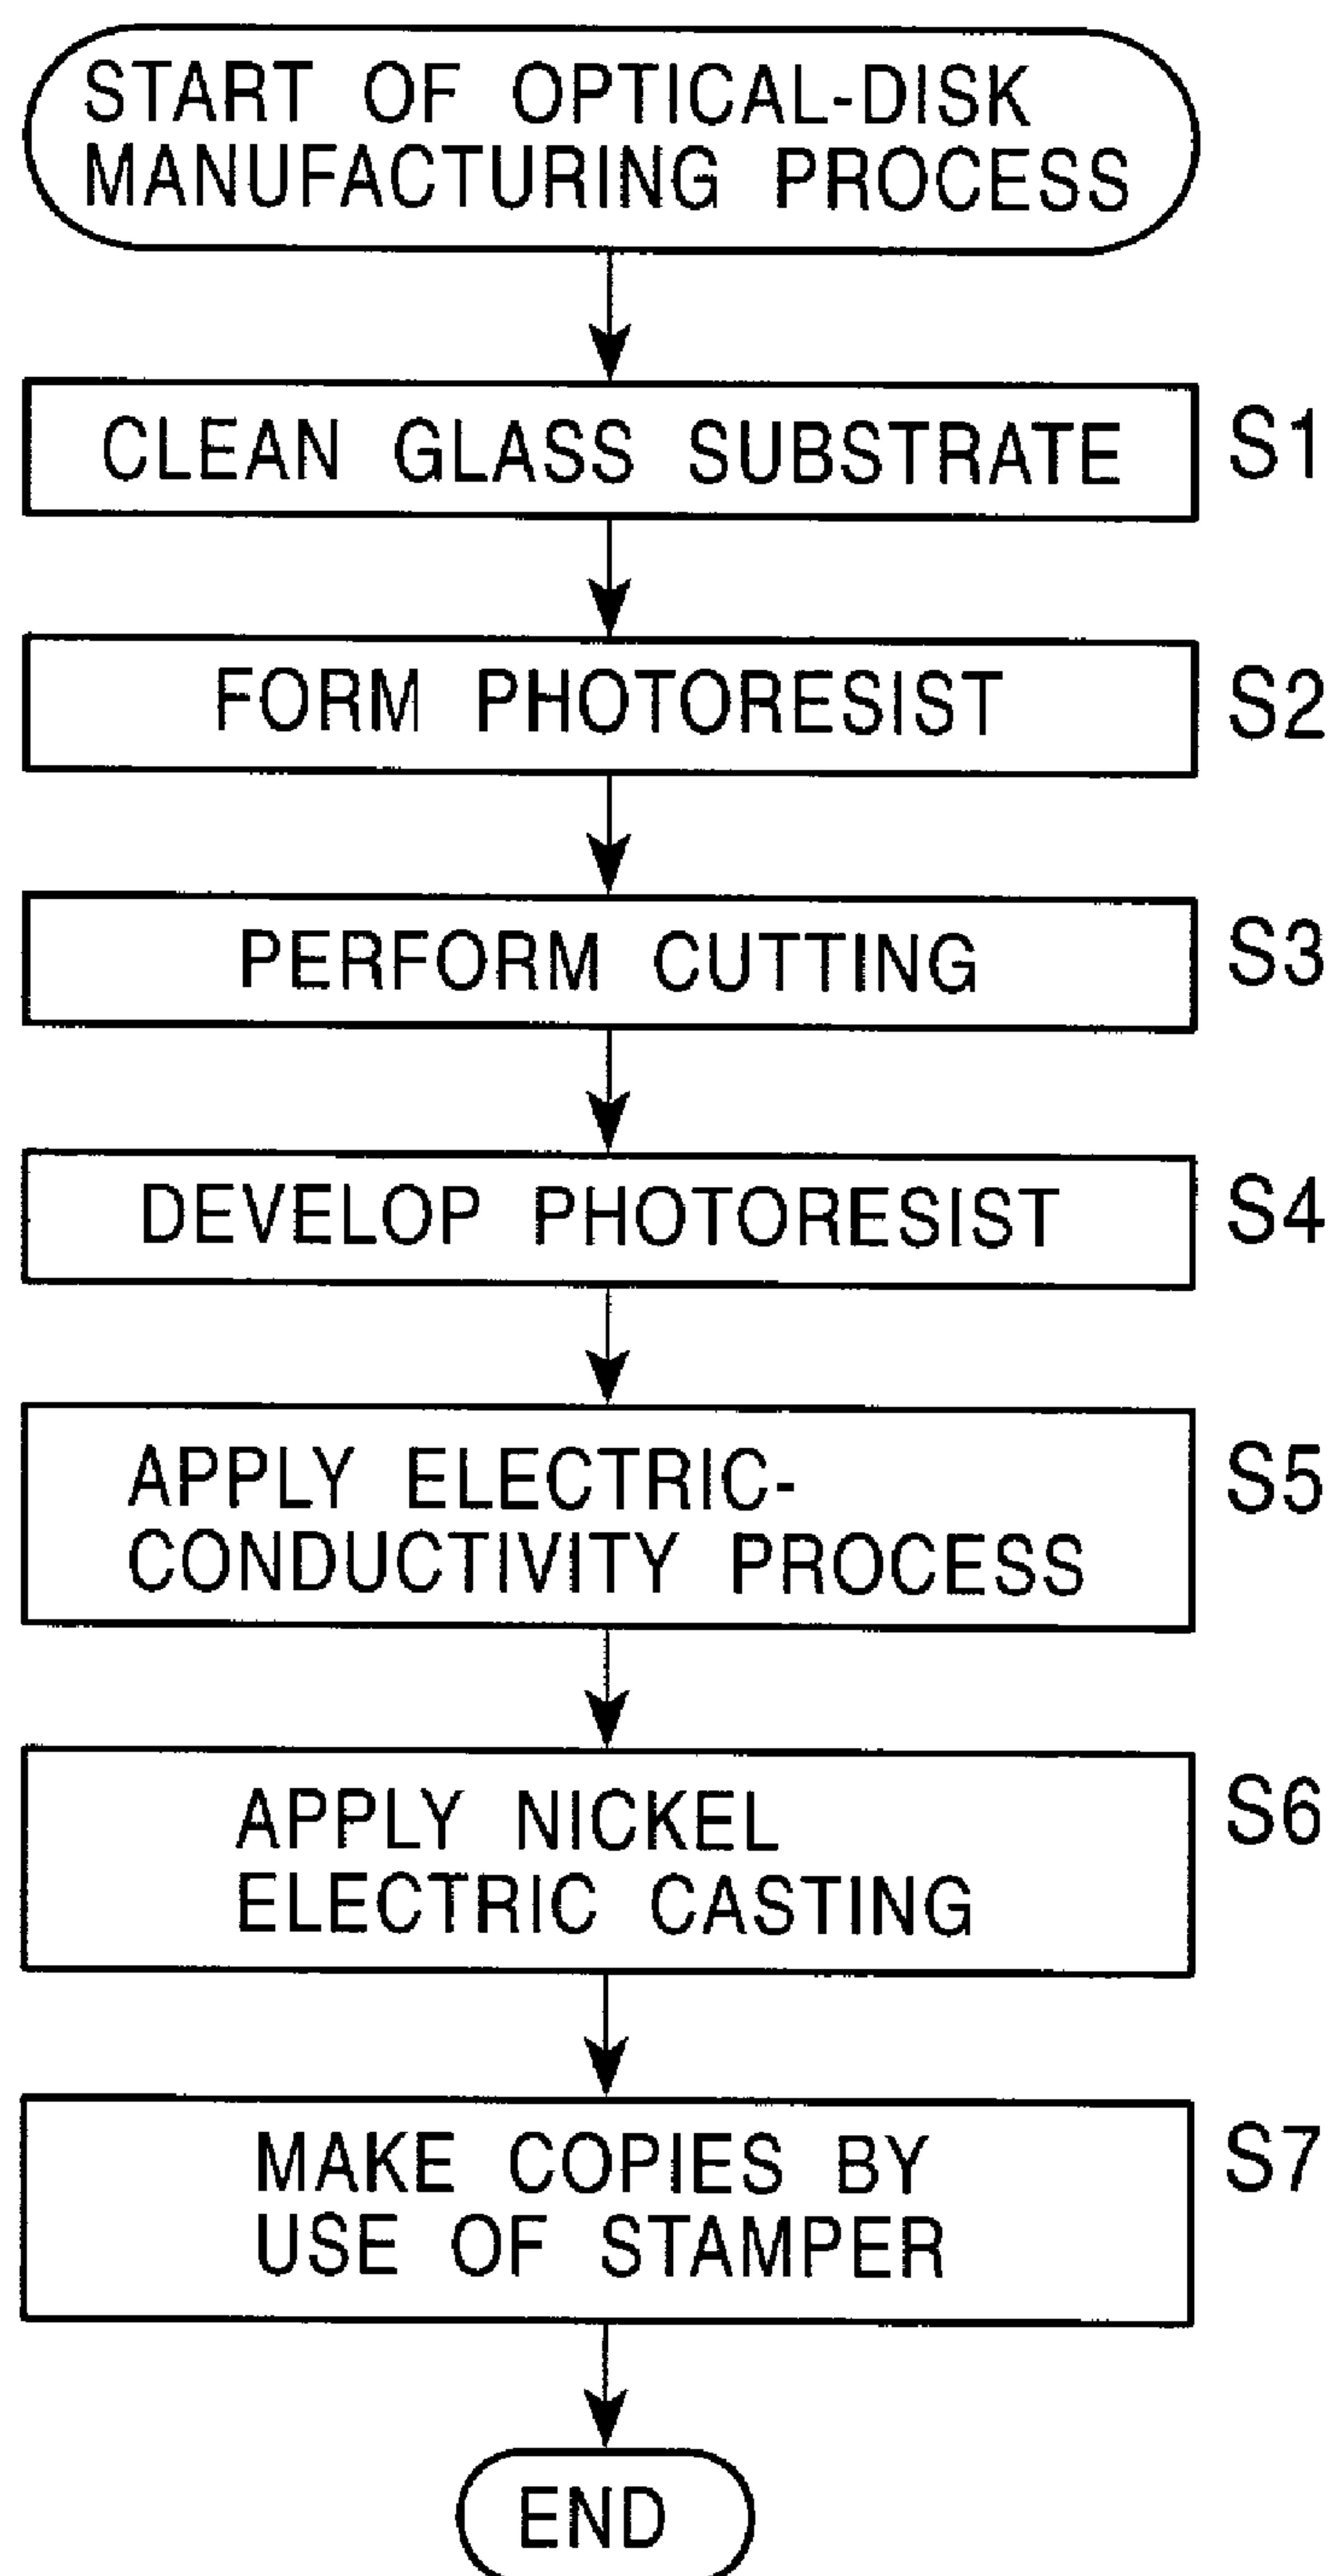 START OF OPTICAL-DISK
MANUFACTURING PROCESS
CLEAN GLASS SUBSTRATE S1
FORM PHOTORESIST S2
PERFORM CUTTING S3
DEVELOP PHOTORESIST S4
APPLY ELECTRIC- S5
CONDUCTIVITY PROCESS
APPLY NICKEL S6
ELECTRIC CASTING
MAKE COPIES BY S7
USE OF STAMPER
END